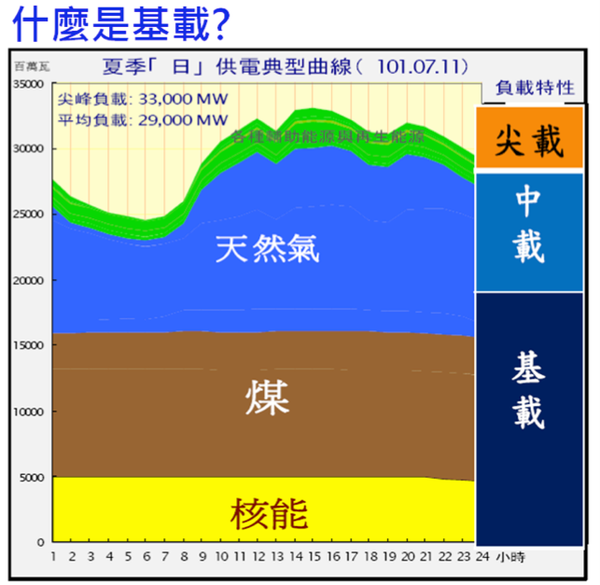 什麼是基載?
百萬瓦
夏季「日」供電典型曲線( 101.07.11)
負載特性
35000
30000
25000
20000
15000
10000
5000
0
尖峰負載: 33,000 MW
平均負載: 29,000 MW
各種輔助能源與再生能源
天然氣
煤
核能
尖載
中載
基載
1 2 3 4 5 6 7 8 9 10 11 12 13 14 15 16 17 18 19 20 21 22 23 24 小時